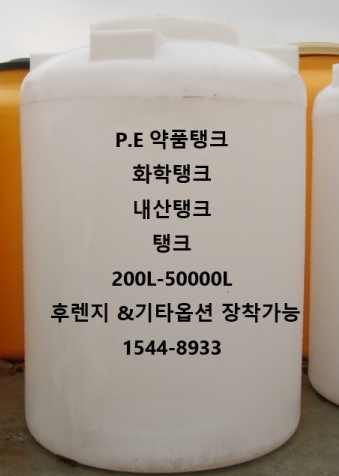 P.E 약품탱크
화학탱크
내산탱크
탱크
200L-50000L
후렌지 &기타옵션 장착가능
1544-8933